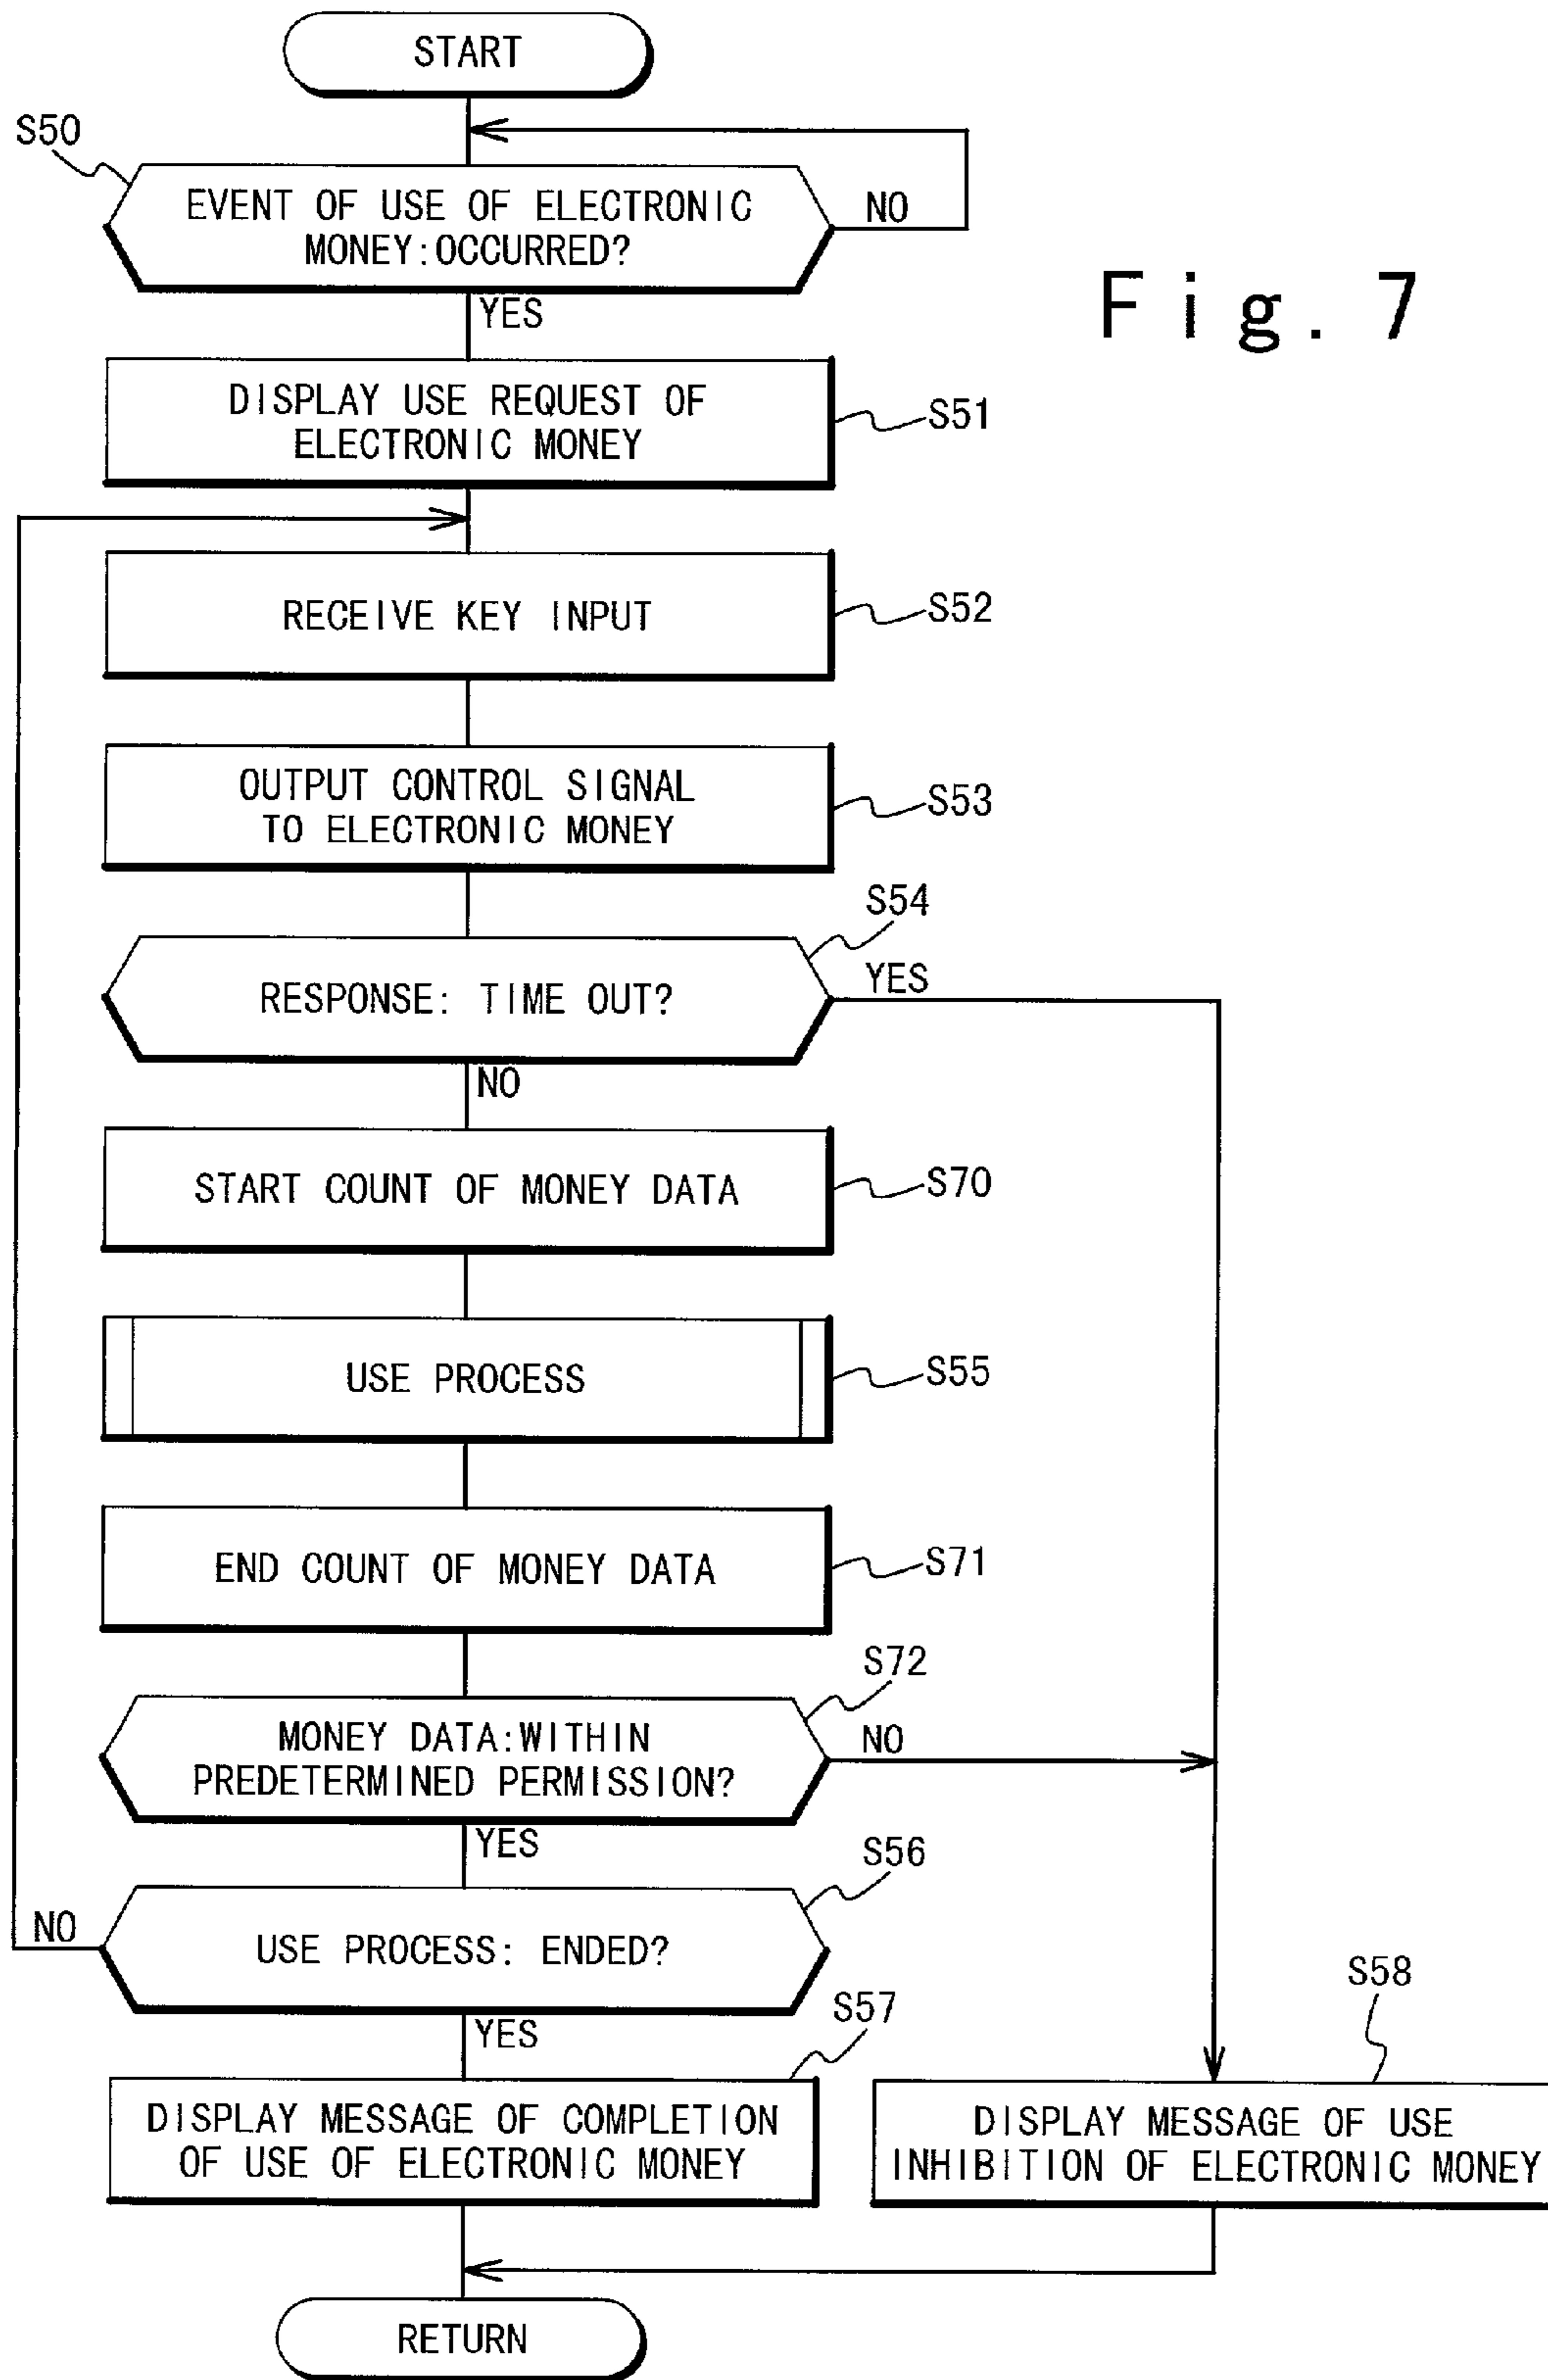 START
S50
EVENT OF USE OF ELECTRONIC
MONEY:OCCURRED?
NO
YES
Fig. 7
DISPLAY USE REQUEST OF
ELECTRONIC MONEY
S51
RECEIVE KEY INPUT
S52
OUTPUT CONTROL SIGNAL
TO ELECTRONIC MONEY
S53
S54
RESPONSE: TIME OUT?
YES
NO
START COUNT OF MONEY DATA
S70
USE PROCESS
S55
END COUNT OF MONEY DATA
S71
S72
MONEY DATA:WITHIN
PREDETERMINED PERMISSION?
NO
YES
S56
NO
USE PROCESS: ENDED?
YES
S57
DISPLAY MESSAGE OF COMPLETION
OF USE OF ELECTRONIC MONEY
S58
DISPLAY MESSAGE OF USE
INHIBITION OF ELECTRONIC MONEY
RETURN